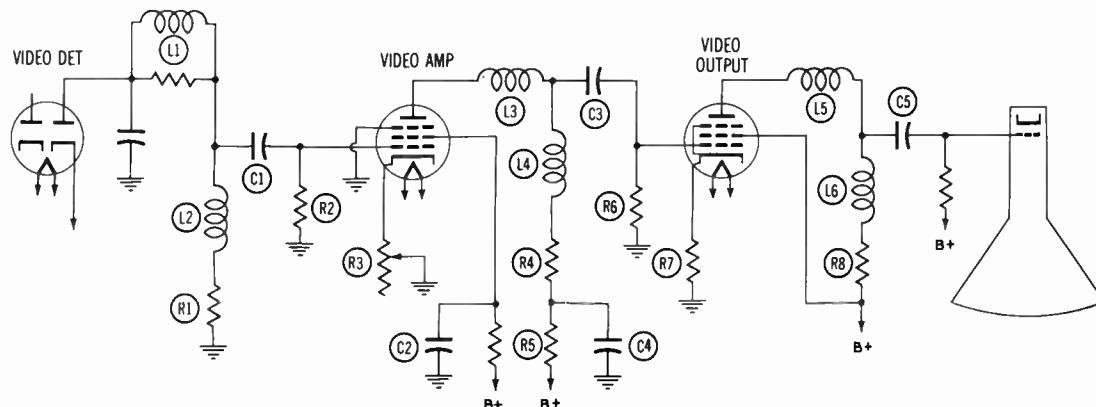 VIDEO DET
L1
VIDEO AMP
VIDEO
OUTPUT
L3
C3
L5
C5
C1
L4
L2
R2
R6
L6
R3
R4
R7
R8
B+
R1
C2
R5
C4
B+
B+
B+